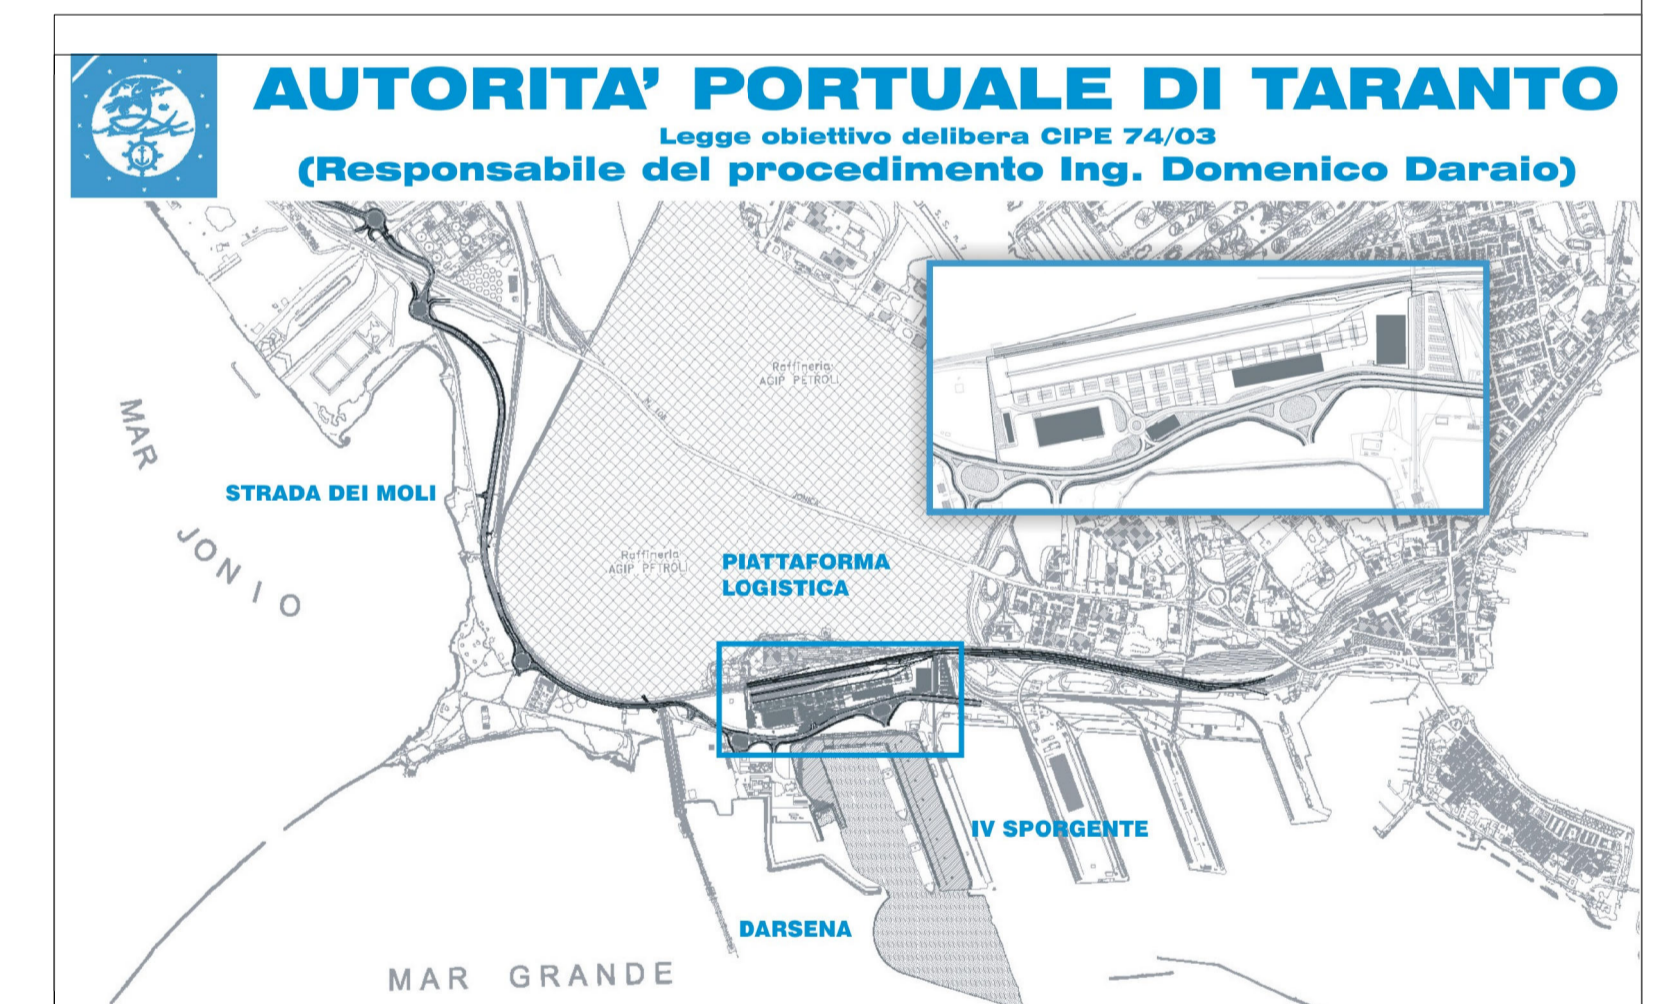 AUTORITA’ PORTUALE DI TARANTO
Legge obiettivo delibera CIPE 74/03
(Responsabile del procedimento Ing. Domenico Daraio)
Raffineria
AGIP PETROLI
MAR
JONIO
STRADA DEI MOLI
JONICA
Raffineria
AGIP PETROLI
PIATTAFORMA
LOGISTICA
IV SPORGENTE
DARSENA
MAR GRANDE